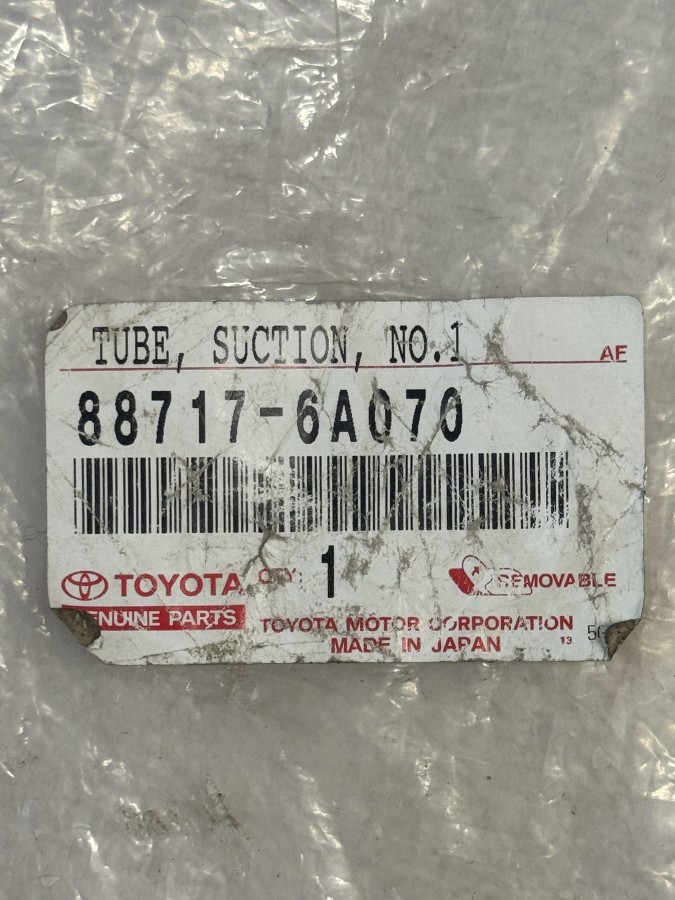 TUBE, SUCTION, NO.1
AF
88717-6A070
TOYOTA QTY: 1 REMOVABLE
GENUINE PARTS
TOYOTA MOTOR CORPORATION
MADE IN JAPAN 13